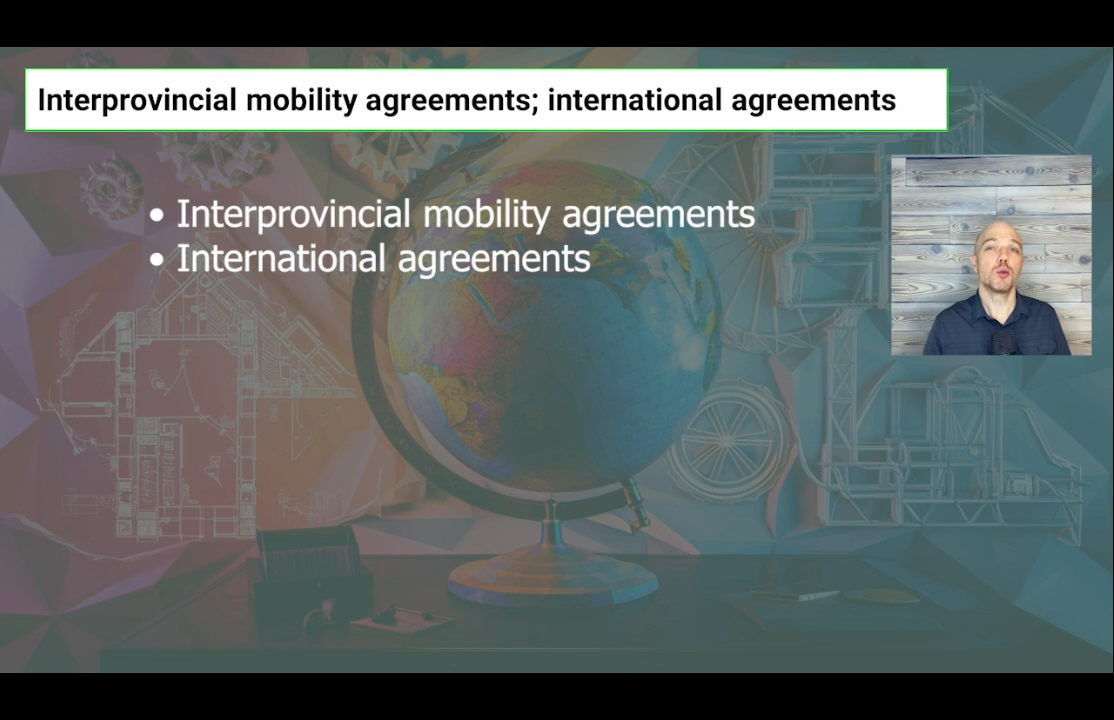 Interprovincial mobility agreements; international agreements
• Interprovincial mobility agreements
• International agreements